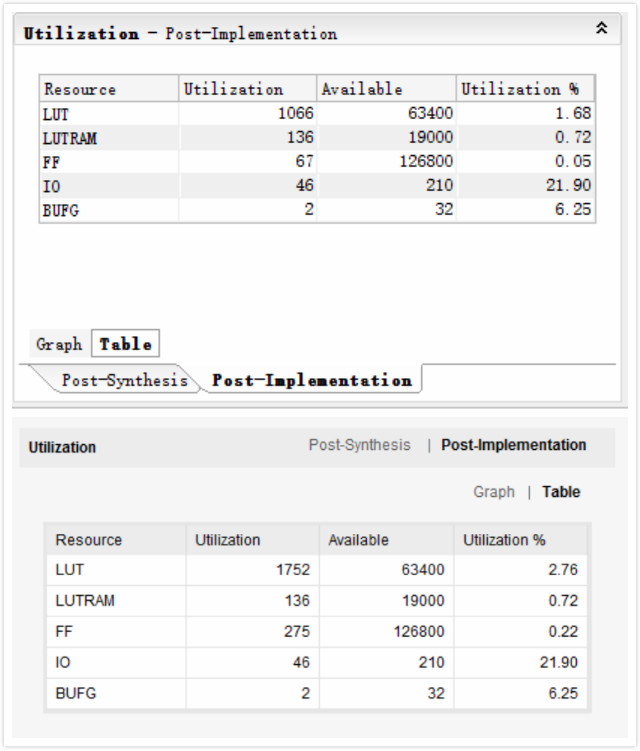 Utilization - Post-Implementation
Resource Utilization Available Utilization %
LUT 1066 63400 1.68
LUTRAM 136 19000 0.72
FF 67 126800 0.05
IO 46 210 21.90
BUFG 2 32 6.25
Graph Table
Post-Synthesis Post-Implementation
Utilization Post-Synthesis | Post-Implementation
Graph | Table
Resource Utilization Available Utilization %
LUT 1752 63400 2.76
LUTRAM 136 19000 0.72
FF 275 126800 0.22
IO 46 210 21.90
BUFG 2 32 6.25